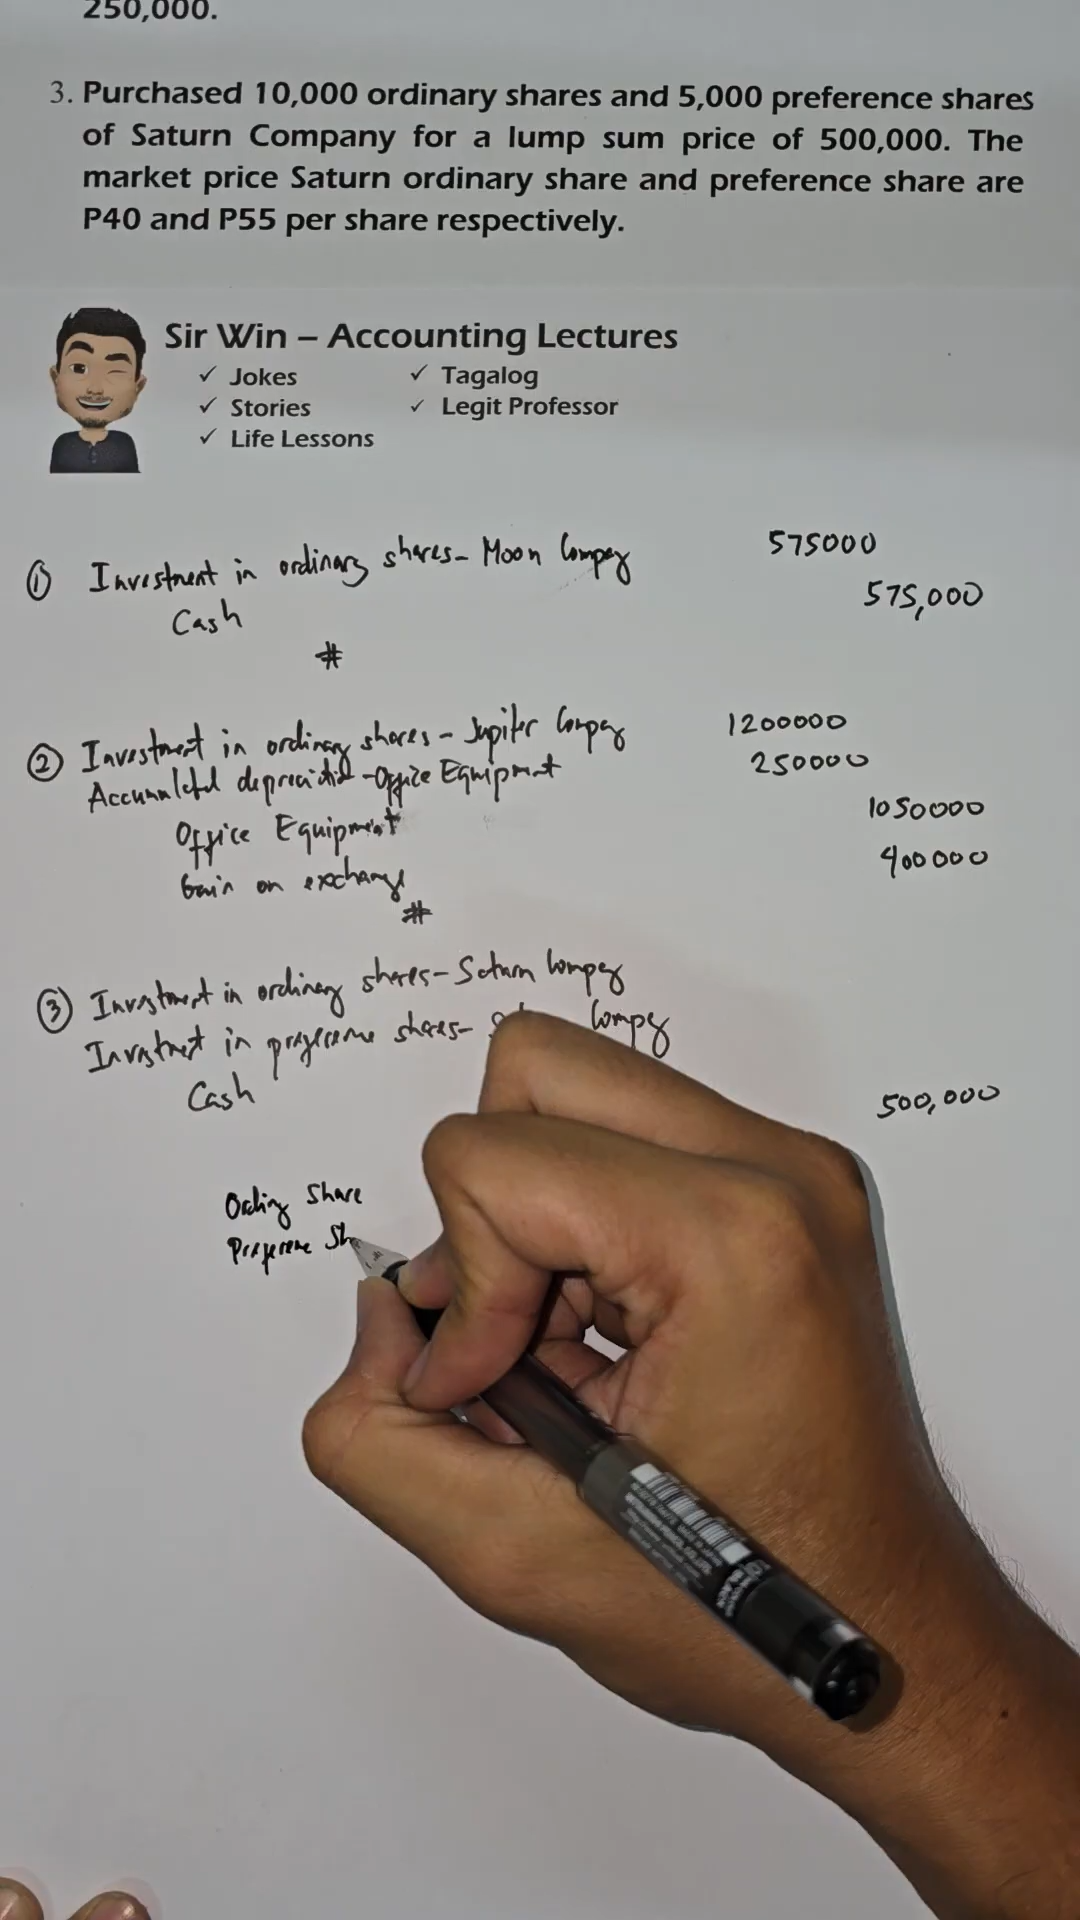 250,000.
3. Purchased 10,000 ordinary shares and 5,000 preference shares
of Saturn Company for a lump sum price of 500,000. The
market price Saturn ordinary share and preference share are
P40 and P55 per share respectively.
Sir Win – Accounting Lectures
✓ Jokes ✓ Tagalog
✓ Stories ✓ Legit Professor
✓ Life Lessons
① Investment in ordinary shares - Moon Company 575000
Cash 575,000
#
② Investment in ordinary shares - Jupiter Company 1200000
Accumulated depreciation - Office Equipment 250000
Office Equipment 1050000
Gain on exchange 400000
#
③ Investment in ordinary shares - Saturn Company
Investment in preference shares - Company
Cash 500,000
Ordinary Share
Preference